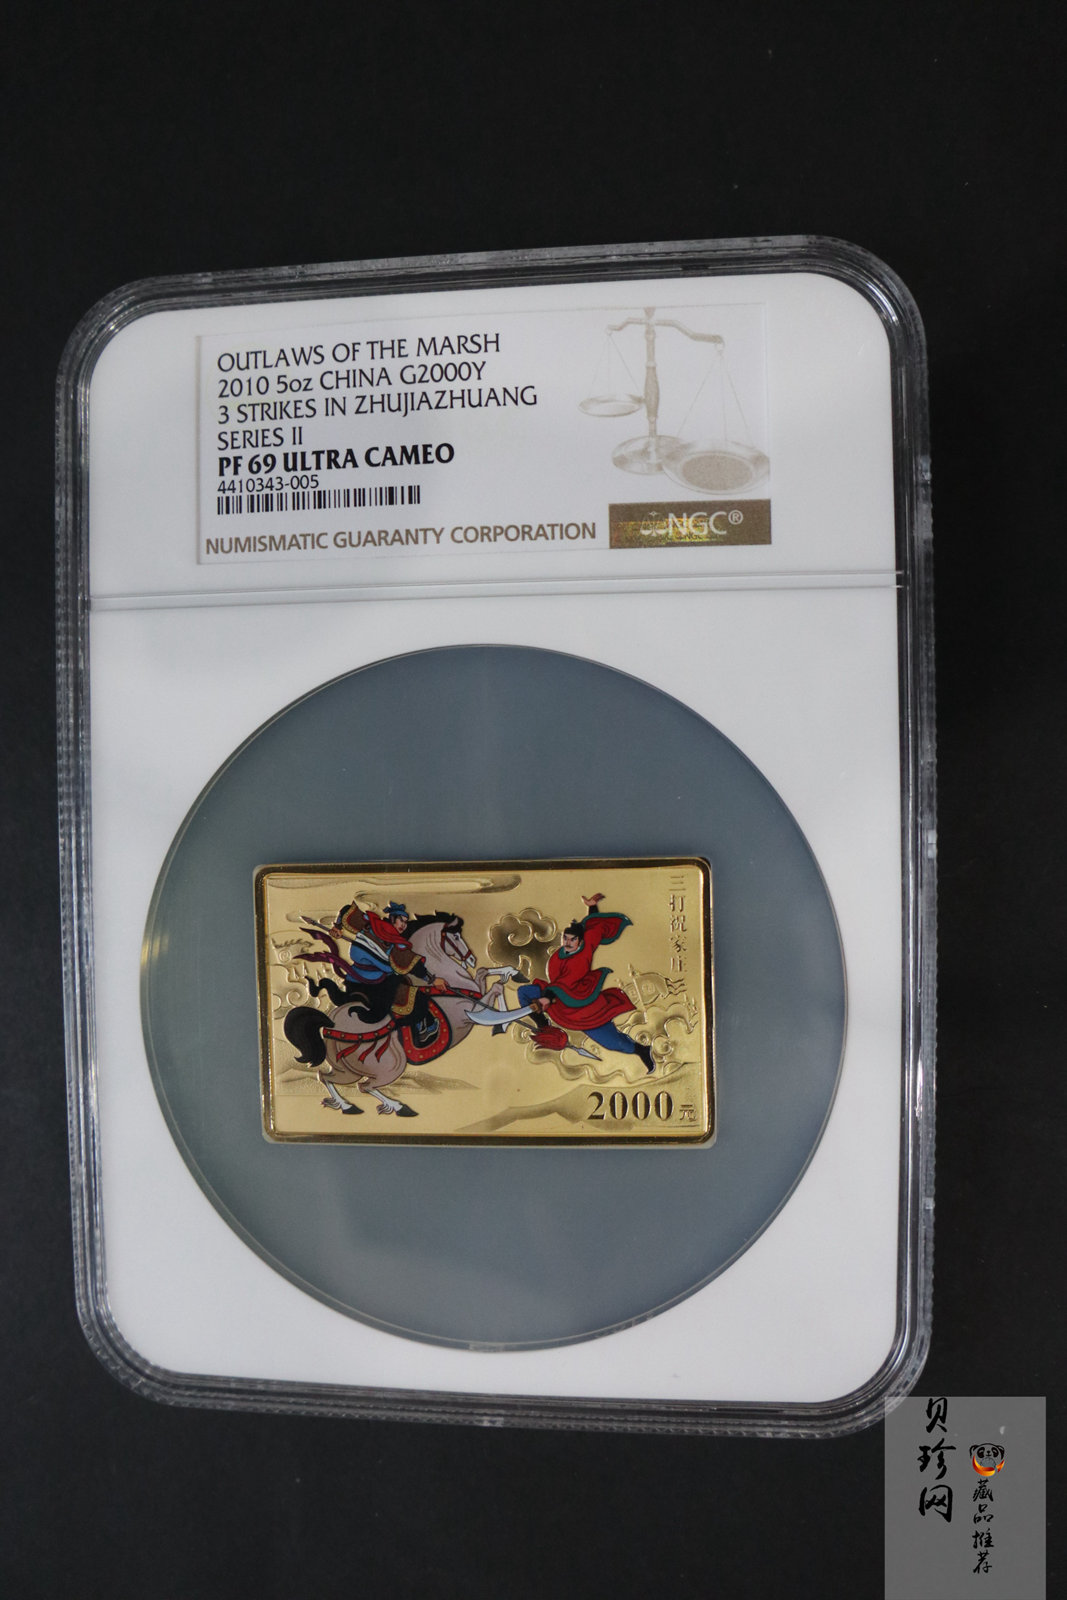 OUTLAWS OF THE MARSH
2010 5oz CHINA G2000Y
3 STRIKES IN ZHUJIAZHUANG
SERIES II
PF 69 ULTRA CAMEO
4410343-005
NUMISMATIC GUARANTY CORPORATION
NGC®
三打祝家庄
2000元
贝珍网
藏品推荐